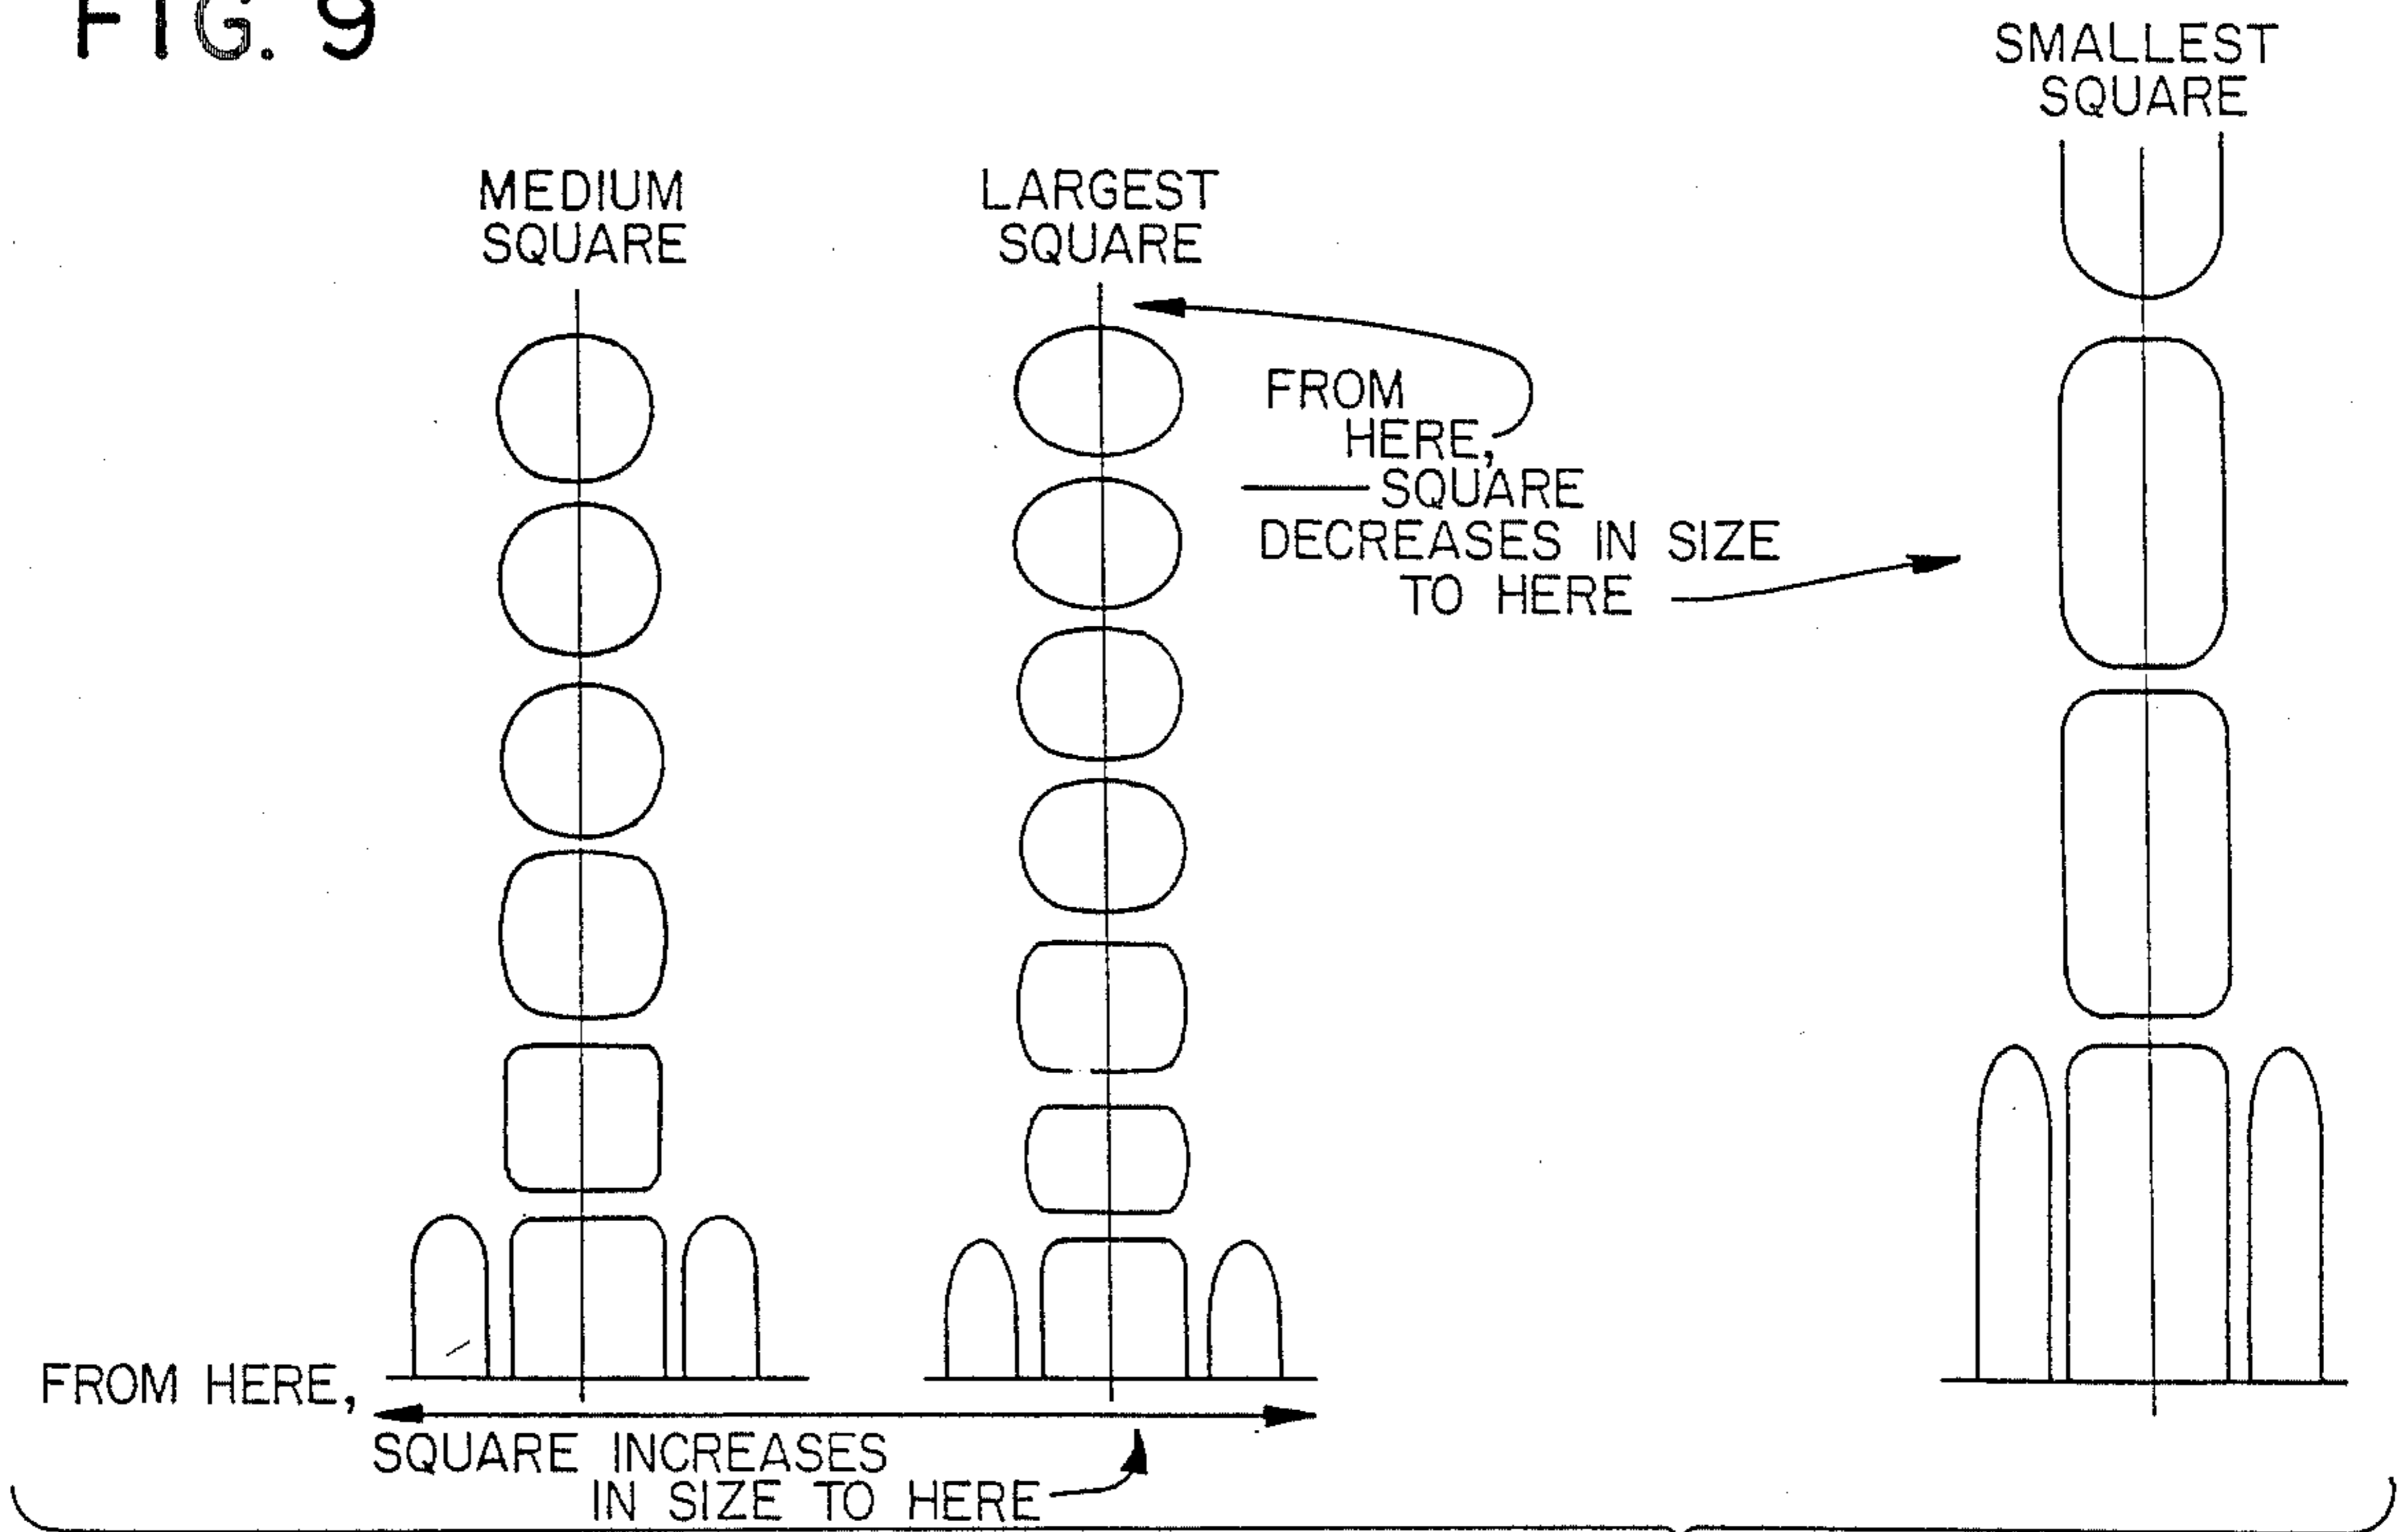 FIG. 9
SMALLEST
SQUARE
MEDIUM
SQUARE
LARGEST
SQUARE
FROM
HERE,
SQUARE
DECREASES IN SIZE
TO HERE
FROM HERE,
SQUARE INCREASES
IN SIZE TO HERE